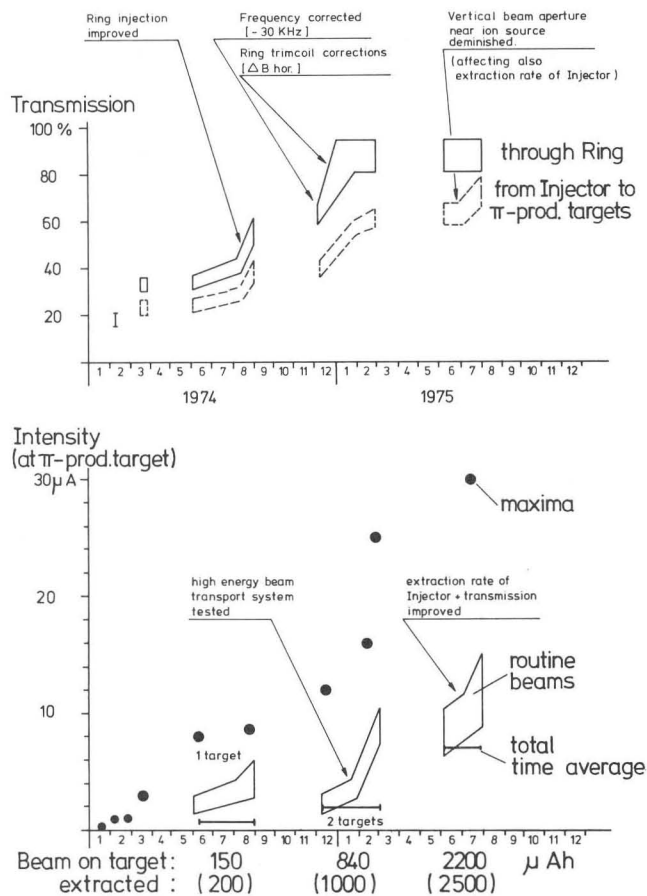 Ring injection
improved
Frequency corrected
[- 30 KHz]
Ring trimcoil corrections
[△ B hor.]
Vertical beam aperture
near ion source
deminished.
(affecting also
extraction rate of Injector)
Transmission
100 %
80
60
40
20
through Ring
from Injector to
π-prod. targets
1 2 3 4 5 6 7 8 9 10 11 12 1 2 3 4 5 6 7 8 9 10 11 12
1974 1975
Intensity
(at π-prod.target)
30 µA
20
10
maxima
high energy beam
transport system
tested
extraction rate of
Injector + transmission
improved
routine
beams
total
time average
1 target
2 targets
1 2 3 4 5 6 7 8 9 10 11 12 1 2 3 4 5 6 7 8 9 10 11 12
Beam on target: 150 840 2200 µAh
extracted : (200) (1000) (2500)